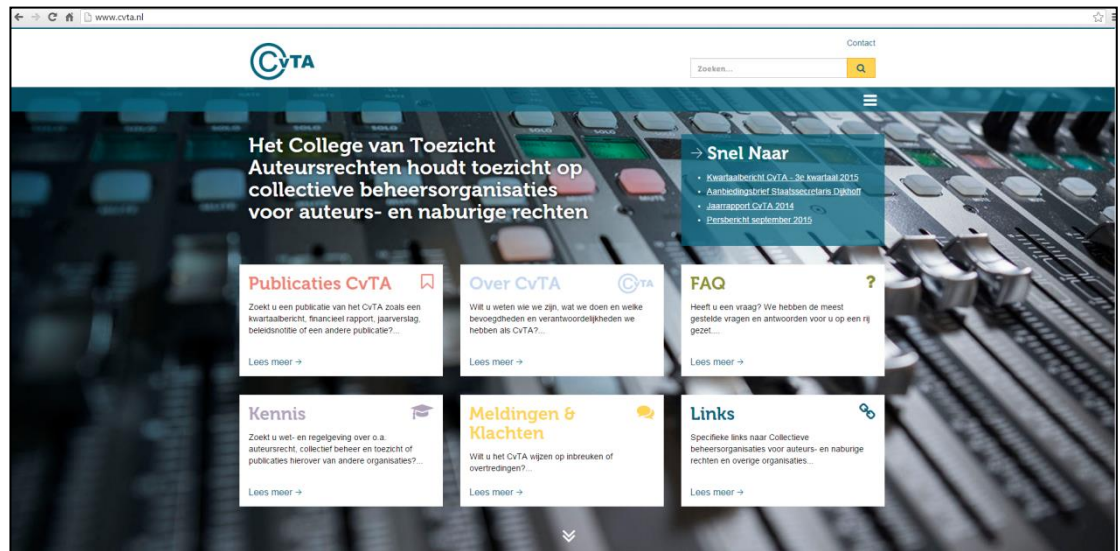 www.cvta.nl
CvTA
Contact
Zoeken...
Het College van Toezicht
Auteursrechten houdt toezicht op
collectieve beheersorganisaties
voor auteurs- en naburige rechten
→ Snel Naar
• Kwartaalbericht CvTA - 3e kwartaal 2015
• Aanbiedingsbrief Staatssecretaris Dijkhoff
• Jaarrapport CvTA 2014
• Persbericht september 2015
Publicaties CvTA
Zoekt u een publicatie van het CvTA zoals een
kwartaalbericht, financieel rapport, jaarverslag,
beleidsnotitie of een andere publicatie?...
Lees meer →
Over CvTA
CvTA
Wilt u weten wie we zijn, wat we doen en welke
bevoegdheden en verantwoordelijkheden we
hebben als CvTA?...
Lees meer →
FAQ ?
Heeft u een vraag? We hebben de meest
gestelde vragen en antwoorden voor u op een rij
gezet....
Lees meer →
Kennis
Zoekt u wet- en regelgeving over o.a.
auteursrecht, collectief beheer en toezicht of
publicaties hierover van andere organisaties?...
Lees meer →
Meldingen &
Klachten
Wilt u het CvTA wijzen op inbreuken of
overtredingen?...
Lees meer →
Links
Specifieke links naar Collectieve
beheersorganisaties voor auteurs- en naburige
rechten en overige organisaties...
Lees meer →
SOLO
SOLO
SOLO
SOLO
MUTE